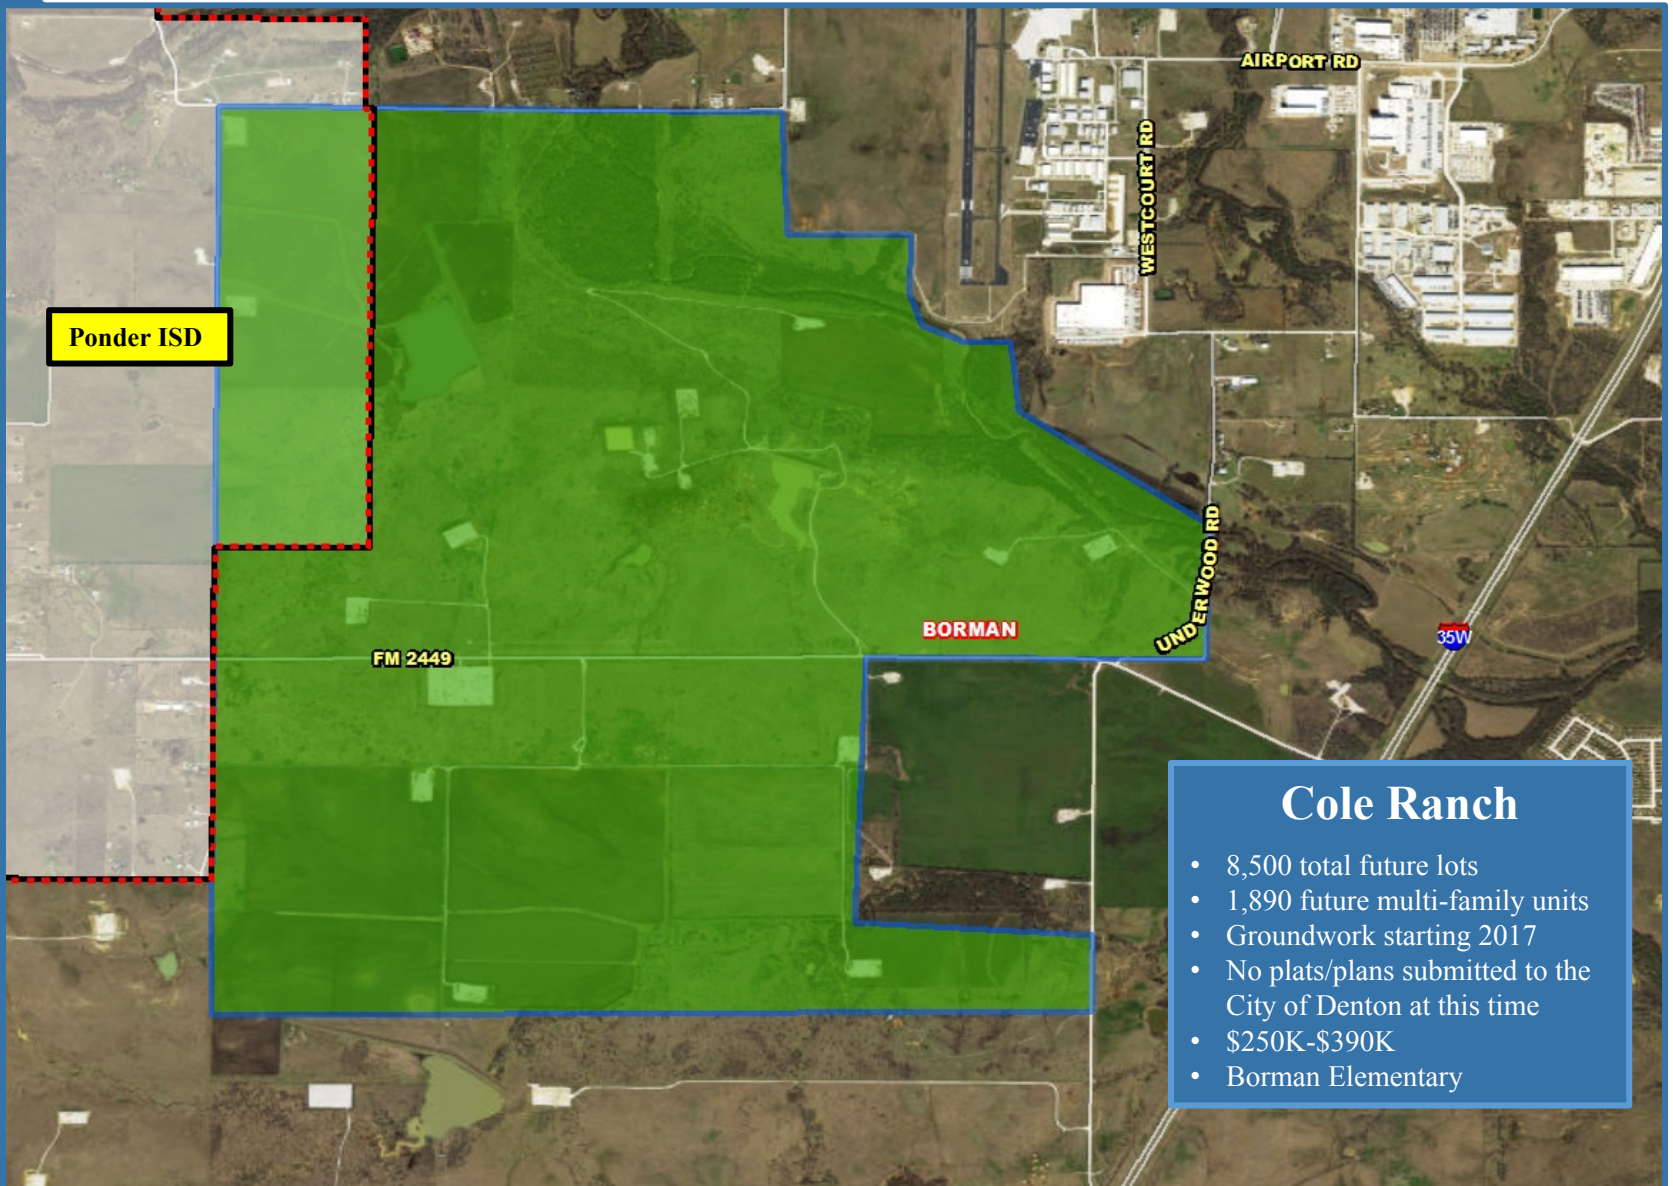 AIRPORT RD
WESTCOURT RD
Ponder ISD
UNDERWOOD RD
BORMAN
35W
FM 2449
Cole Ranch
• 8,500 total future lots
• 1,890 future multi-family units
• Groundwork starting 2017
• No plats/plans submitted to the
City of Denton at this time
• $250K-$390K
• Borman Elementary